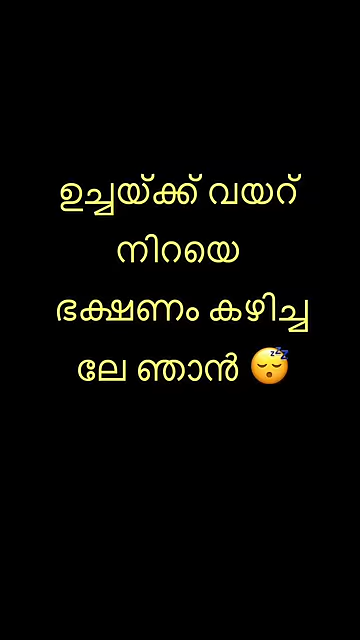 ഉച്ചയ്ക്ക് വയറ്
നിറയെ
ഭക്ഷണം കഴിച്ച
ലേ ഞാൻ 😴